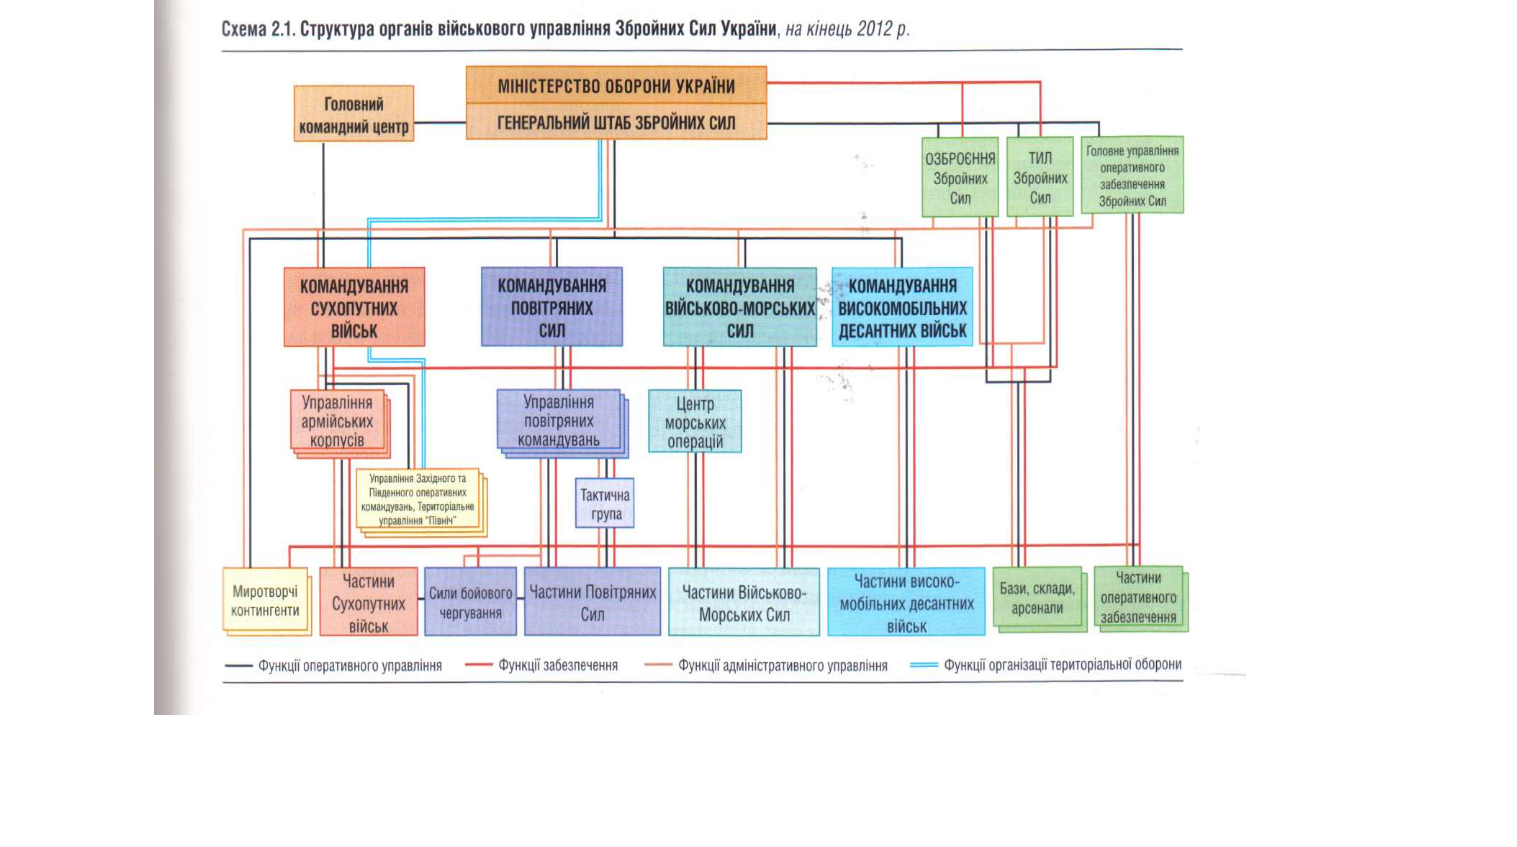 Схема 2.1. Структура органів військового управління Збройних Сил України, на кінець 2012 р.
МІНІСТЕРСТВО ОБОРОНИ УКРАЇНИ
ГЕНЕРАЛЬНИЙ ШТАБ ЗБРОЙНИХ СИЛ
Головний
командний центр
ОЗБРОЄННЯ
Збройних
Сил
ТИЛ
Збройних
Сил
Головне управління
оперативного
забезпечення
Збройних Сил
КОМАНДУВАННЯ
СУХОПУТНИХ
ВІЙСЬК
КОМАНДУВАННЯ
ПОВІТРЯНИХ
СИЛ
КОМАНДУВАННЯ
ВІЙСЬКОВО-МОРСЬКИХ
СИЛ
КОМАНДУВАННЯ
ВИСОКОМОБІЛЬНИХ
ДЕСАНТНИХ ВІЙСЬК
Управління
армійських
корпусів
Управління
повітряних
командувань
Центр
морських
операцій
Управління Західного та
Південного оперативних
командувань, Територіальне
управління "Північ"
Тактична
група
Миротворчі
контингенти
Частини
Сухопутних
військ
Сили бойового
чергування
Частини Повітряних
Сил
Частини Військово-
Морських Сил
Частини високо-
мобільних десантних
військ
Бази, склади,
арсенали
Частини
оперативного
забезпечення
Функції оперативного управління
Функції забезпечення
Функції адміністративного управління
Функції організації територіальної оборони